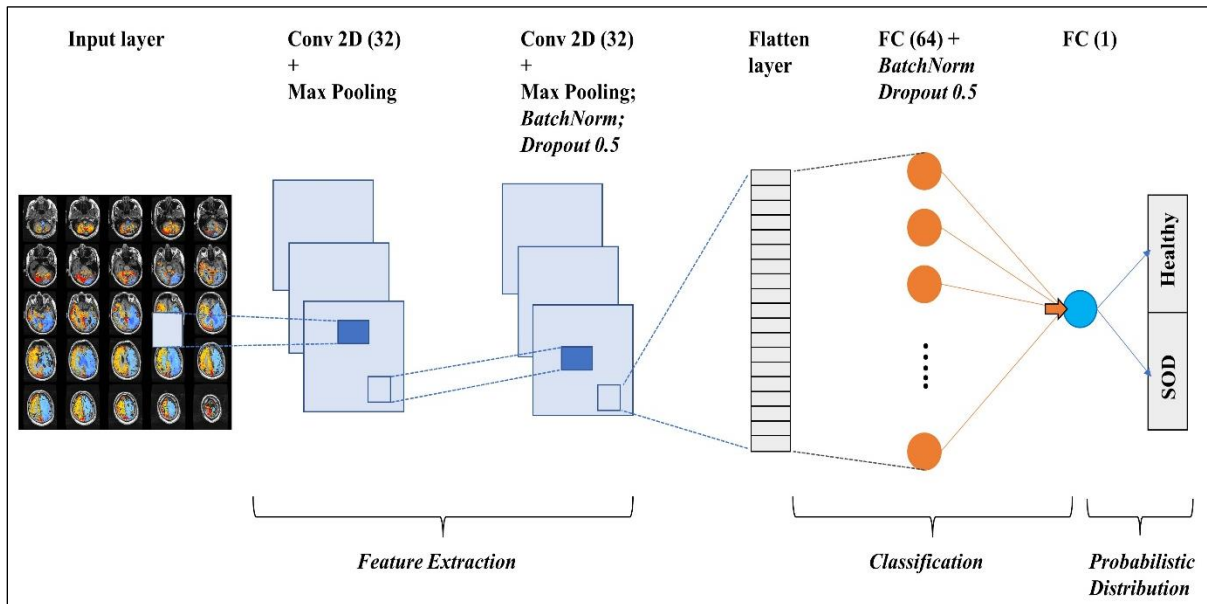 Input layer
Conv 2D (32)
+
Max Pooling
Conv 2D (32)
+
Max Pooling;
BatchNorm;
Dropout 0.5
Flatten
layer
FC (64) +
BatchNorm
Dropout 0.5
FC (1)
Healthy
SOD
Feature Extraction
Classification
Probabilistic
Distribution